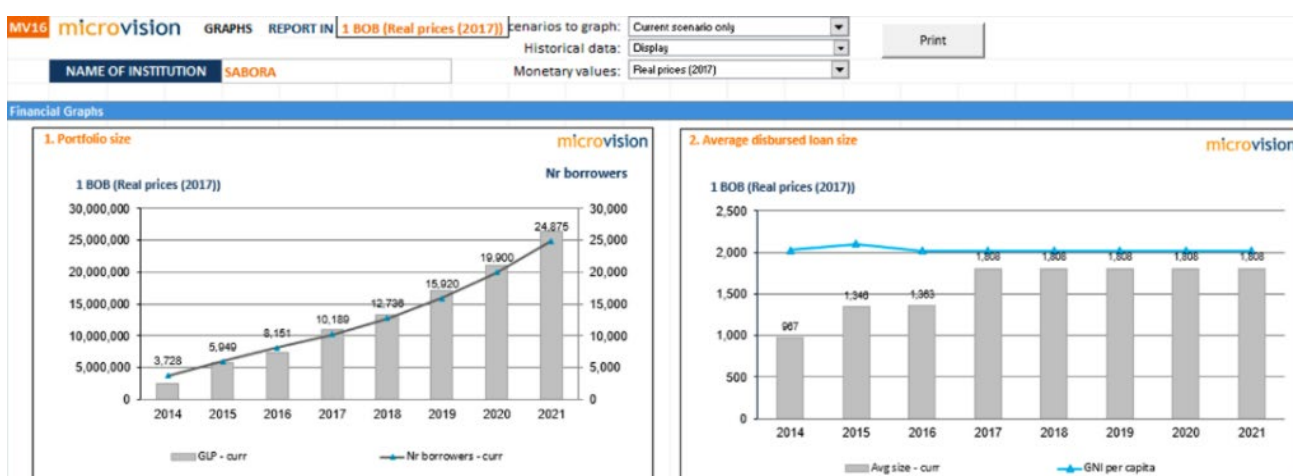 MV16 microvision GRAPHS REPORT IN 1 BOB (Real prices (2017)) cenarios to graph: Current scenario only
Historical data: Display
Print
NAME OF INSTITUTION SABORA Monetary values: Real prices (2017)
Financial Graphs
1. Portfolio size microvision
Nr borrowers
1 BOB (Real prices (2017))
30,000,000 30,000
25,000,000 25,000
20,000,000 20,000
15,000,000 15,000
10,000,000 10,000
5,000,000 5,000
0 0
3,728 5,949 8,151 10,189 12,736 15,920 19,900 24,875
2014 2015 2016 2017 2018 2019 2020 2021
GLP - curr Nr borrowers - curr
2. Average disbursed loan size microvision
1 BOB (Real prices (2017))
2,500
2,000
1,500
1,000
500
0
967 1,346 1,363 1,808 1,808 1,808 1,808 1,808
2014 2015 2016 2017 2018 2019 2020 2021
Avg size - curr GNI per capita